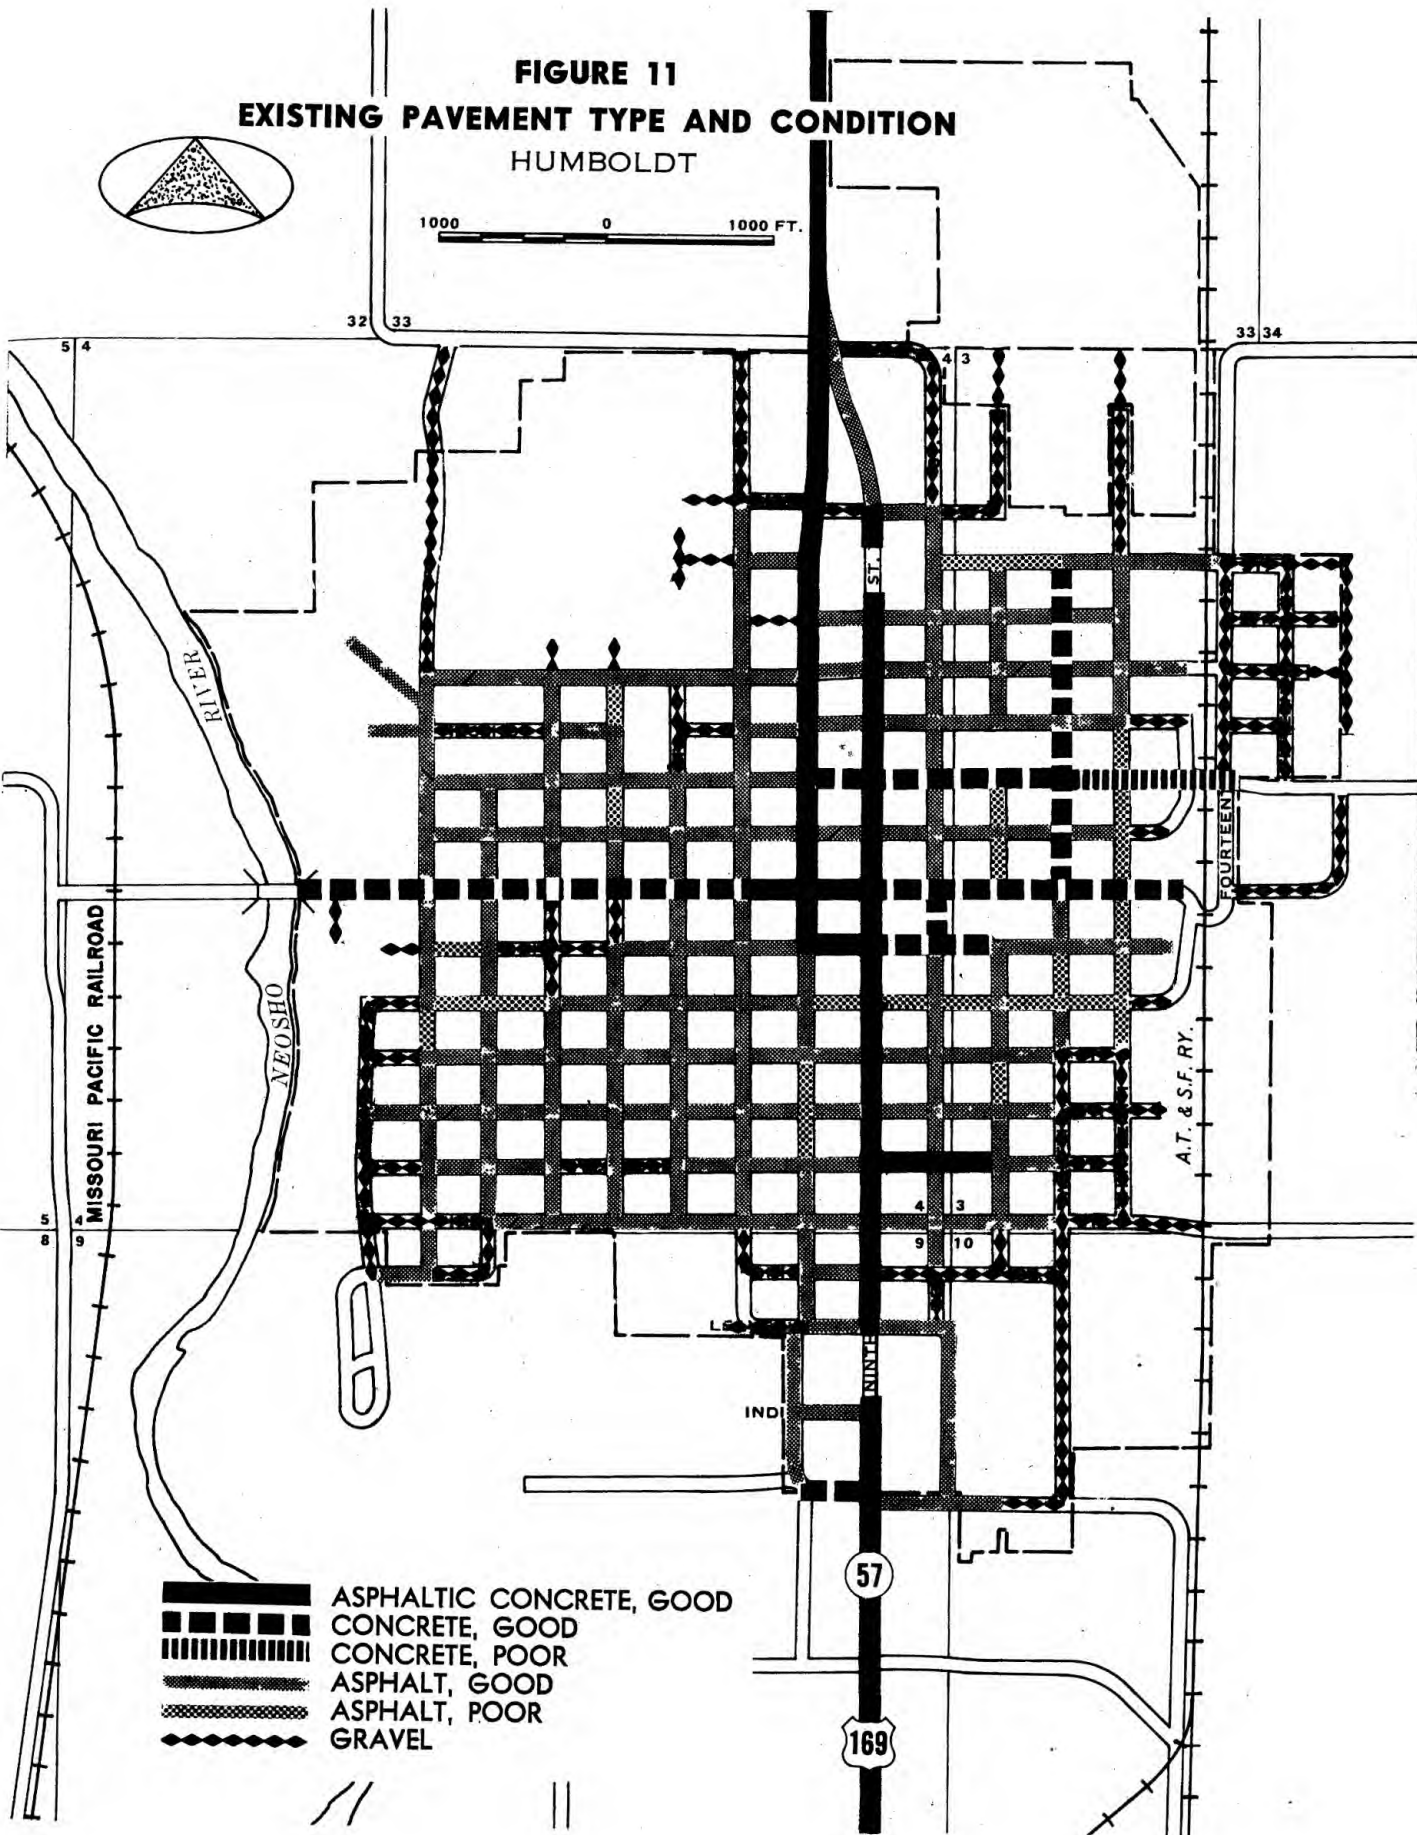 FIGURE 11
EXISTING PAVEMENT TYPE AND CONDITION
HUMBOLDT
1000 0 1000 FT.
32 33
33 34
5 4
4 3
ST.
RIVER
FOURTEENT
MISSOURI PACIFIC RAILROAD
NEOSHO
A.T. & S.F. RY.
5 4
8 9
4 3
9 10
NINTH
INDI
57
ASPHALTIC CONCRETE, GOOD
CONCRETE, GOOD
CONCRETE, POOR
ASPHALT, GOOD
ASPHALT, POOR
GRAVEL
169